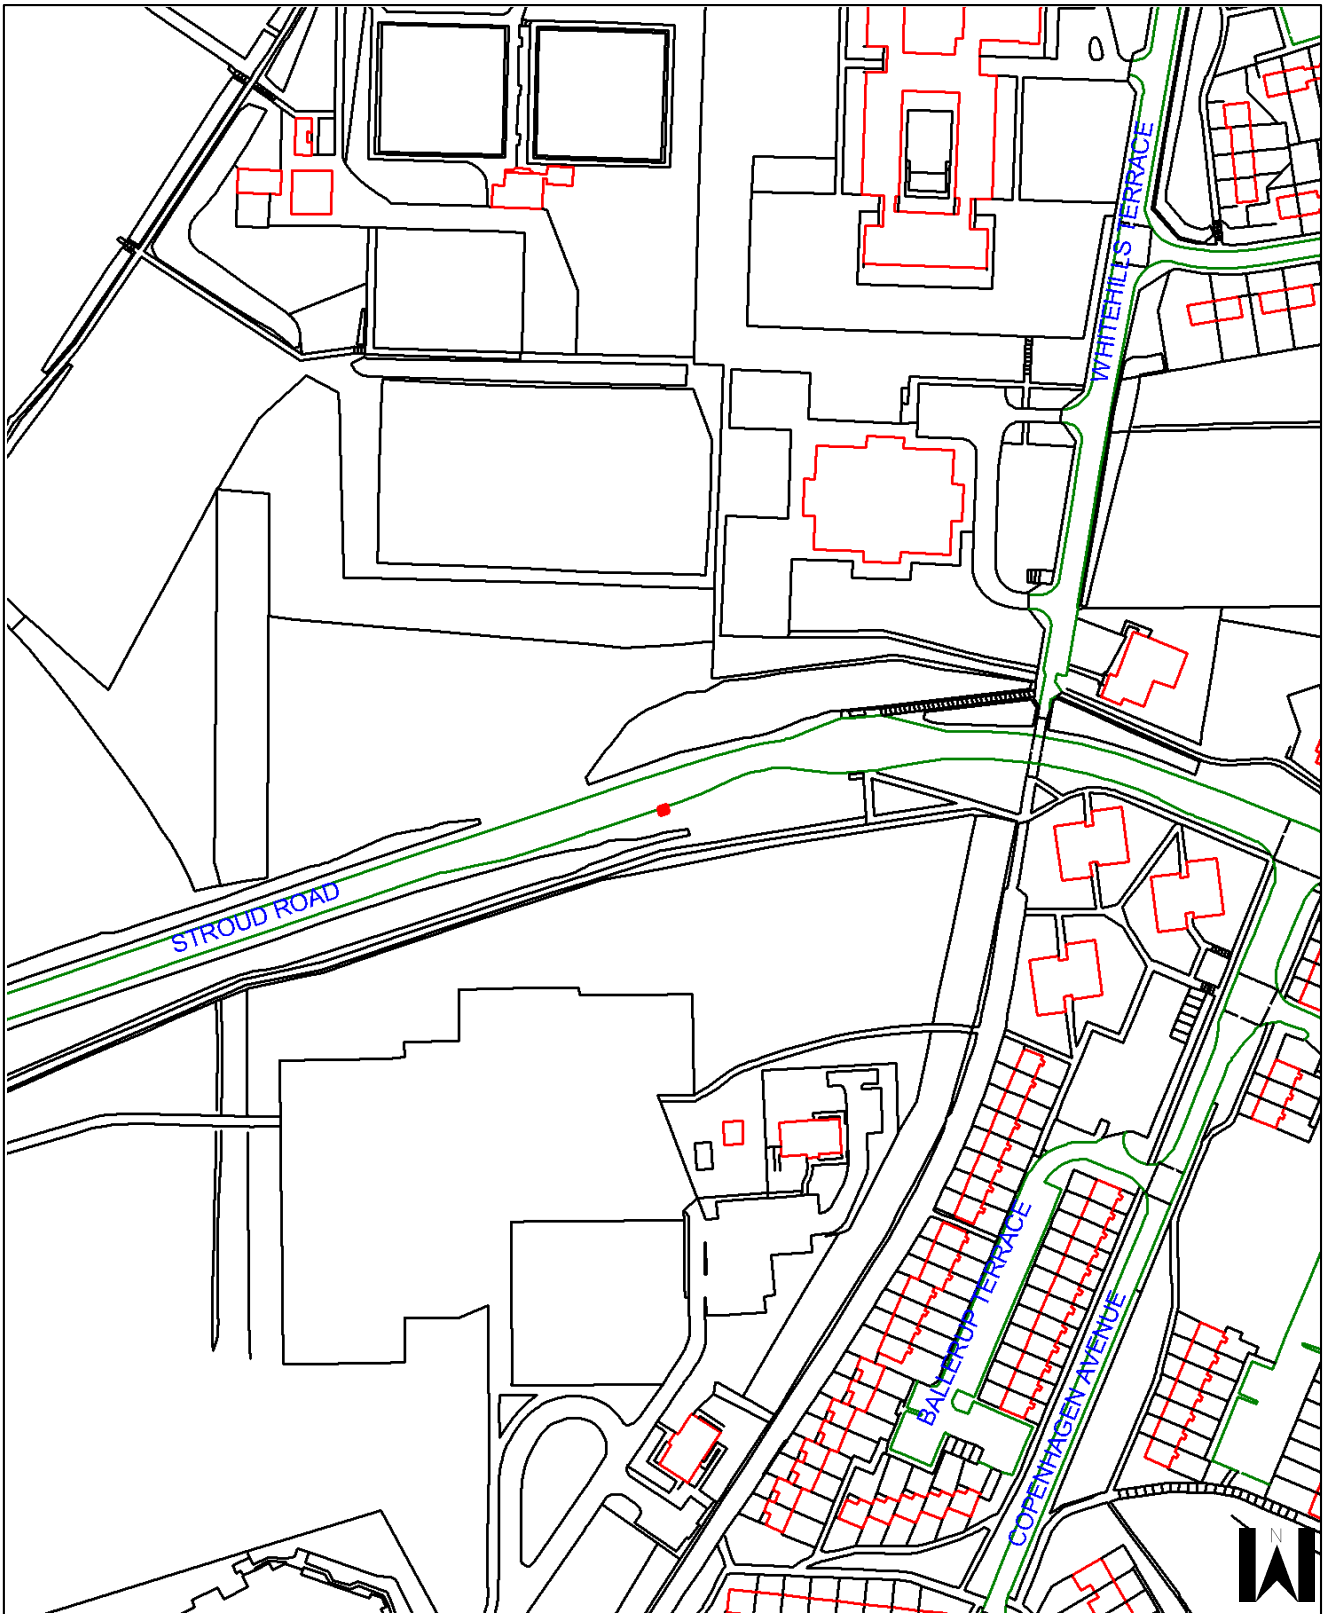 WHITEHILLS TERRACE
STROUD ROAD
BALLERUP TERRACE
COPENHAGEN AVENUE
N